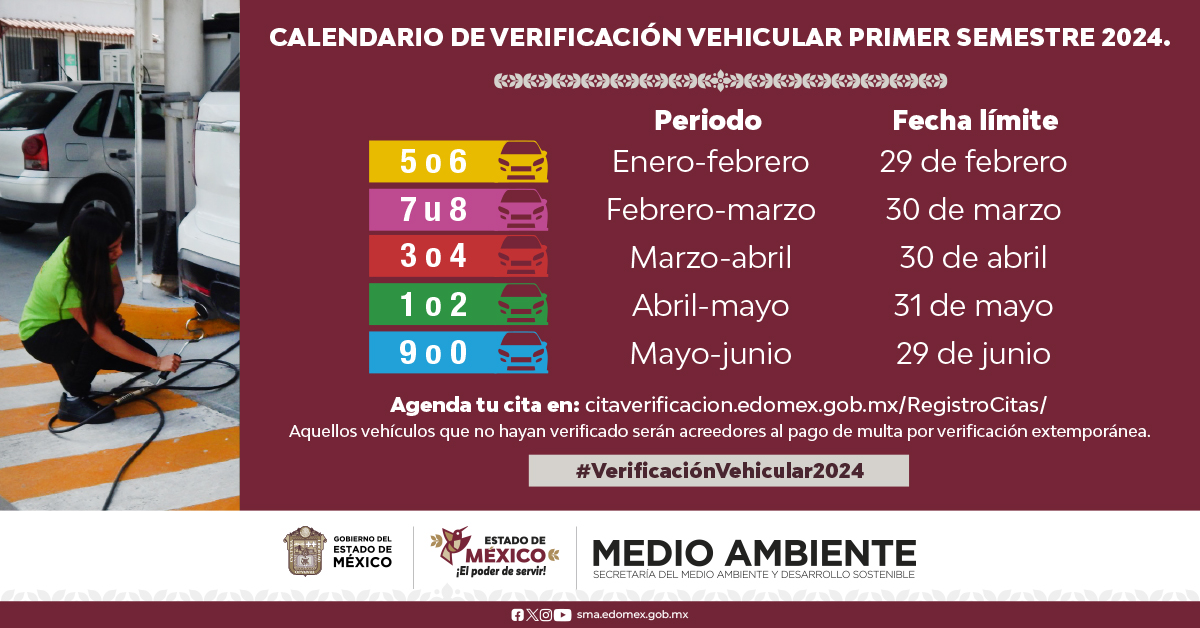 CALENDARIO DE VERIFICACIÓN VEHICULAR PRIMER SEMESTRE 2024.
Periodo Fecha límite
5 o 6 Enero-febrero 29 de febrero
7 u 8 Febrero-marzo 30 de marzo
3 o 4 Marzo-abril 30 de abril
1 o 2 Abril-mayo 31 de mayo
9 o 0 Mayo-junio 29 de junio
Agenda tu cita en: citaverificacion.edomex.gob.mx/RegistroCitas/
Aquellos vehículos que no hayan verificado serán acreedores al pago de multa por verificación extemporánea.
#VerificaciónVehicular2024
GOBIERNO DEL
ESTADO DE
MÉXICO
ESTADO DE
MÉXICO
¡El poder de servir!
MEDIO AMBIENTE
SECRETARÍA DEL MEDIO AMBIENTE Y DESARROLLO SOSTENIBLE
sma.edomex.gob.mx